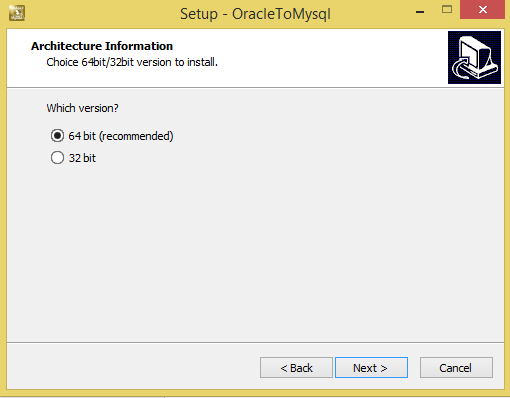 Setup - OracleToMysql
Architecture Information
Choice 64bit/32bit version to install.
Which version?
64 bit (recommended)
32 bit
< Back Next > Cancel